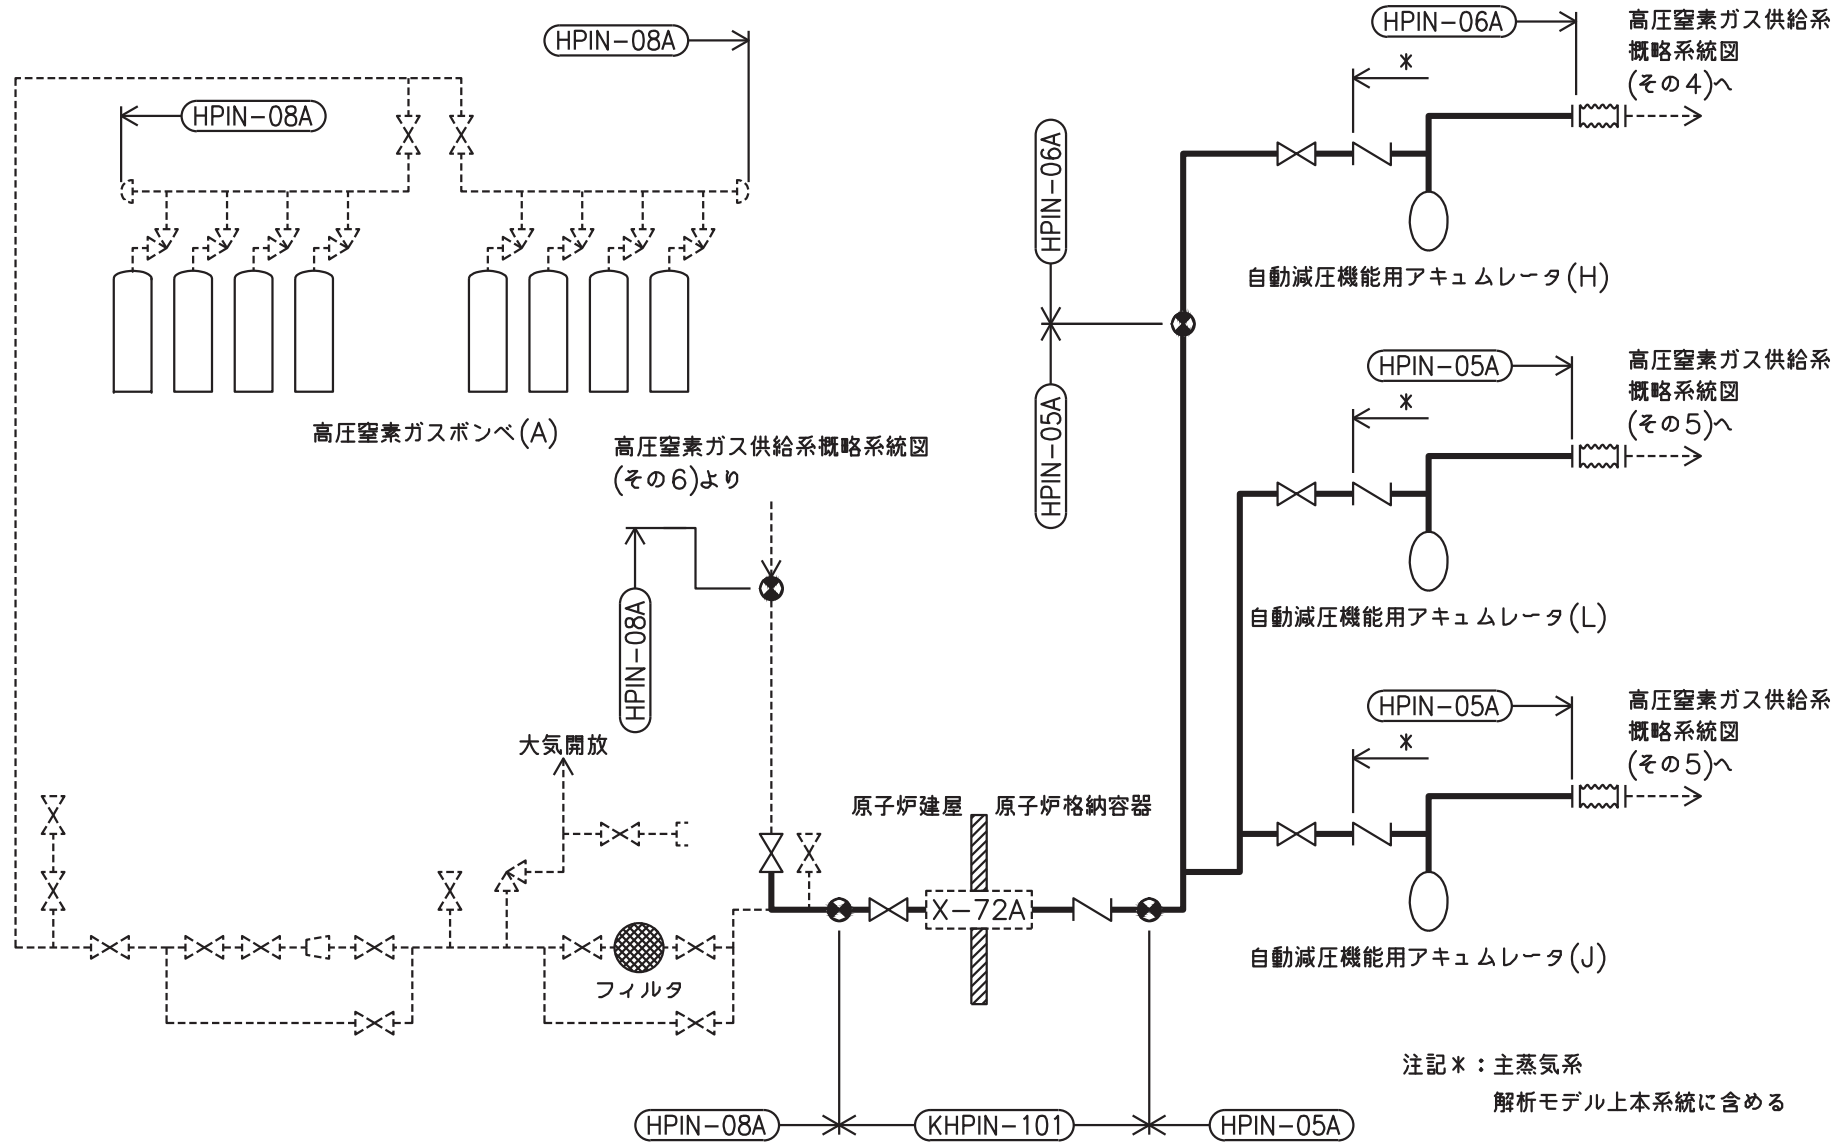 HPIN-08A
HPIN-08A
高圧窒素ガスボンベ(A)
高圧窒素ガス供給系概略系統図
(その6)より
HPIN-08A
大気開放
フィルタ
原子炉建屋
原子炉格納容器
X-72A
HPIN-06A
HPIN-05A
HPIN-06A
高圧窒素ガス供給系
概略系統図
(その4)へ
*
自動減圧機能用アキュムレータ(H)
HPIN-05A
高圧窒素ガス供給系
概略系統図
(その5)へ
*
自動減圧機能用アキュムレータ(L)
HPIN-05A
高圧窒素ガス供給系
概略系統図
(その5)へ
*
自動減圧機能用アキュムレータ(J)
HPIN-08A
KHPIN-101
HPIN-05A
注記*:主蒸気系
解析モデル上本系統に含める